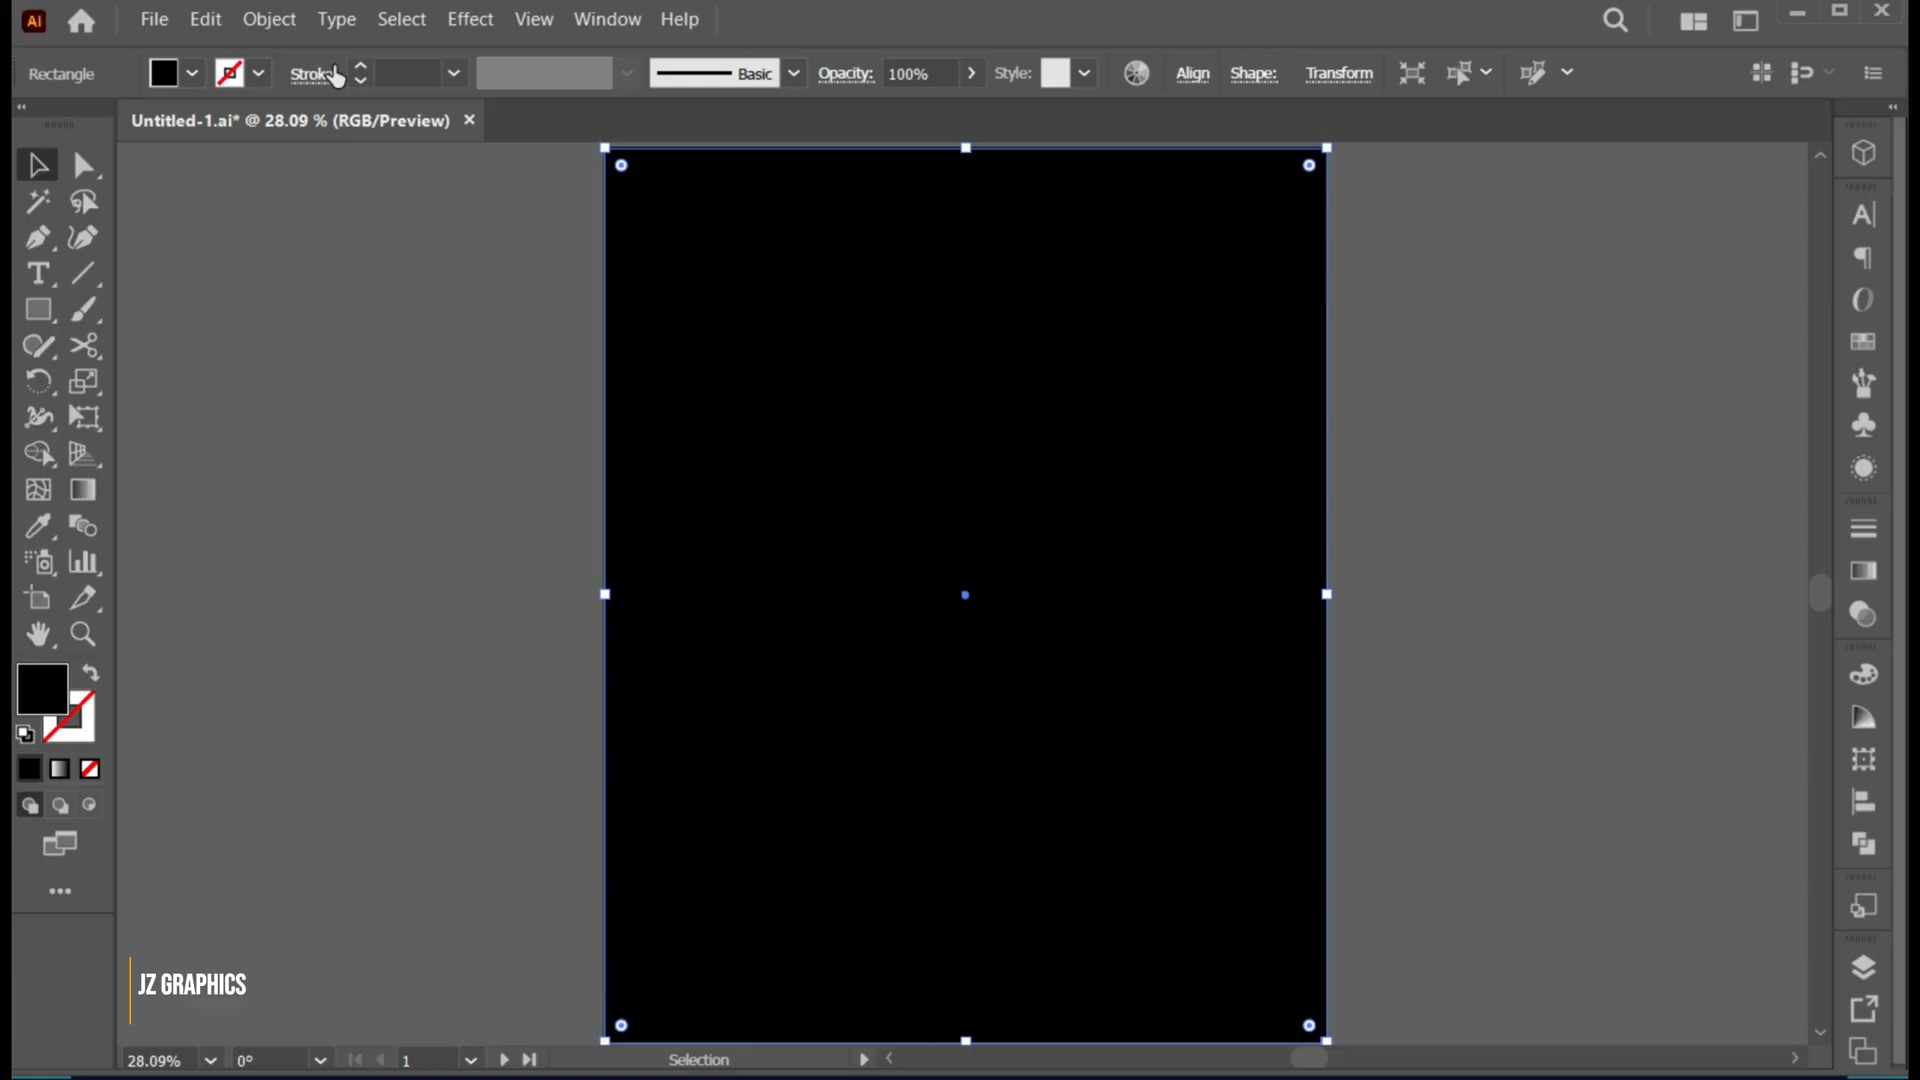 Ai File Edit Object Type Select Effect View Window Help
Rectangle Stroke Basic Opacity: 100% Style: Align Shape: Transform
Untitled-1.ai* @ 28.09 % (RGB/Preview)
JZ GRAPHICS
28.09% 0° 1 Selection